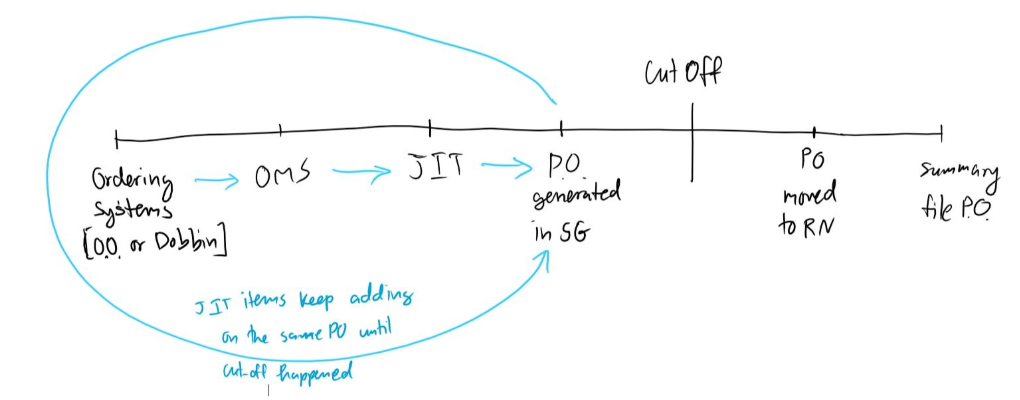 Cut Off
Ordering
Systems
[O.O. or Dobbin]
OMS
JIT
P.O.
generated
in SG
PO
moved
to RN
Summary
file PO
JIT items keep adding
on the same PO until
cut-off happened